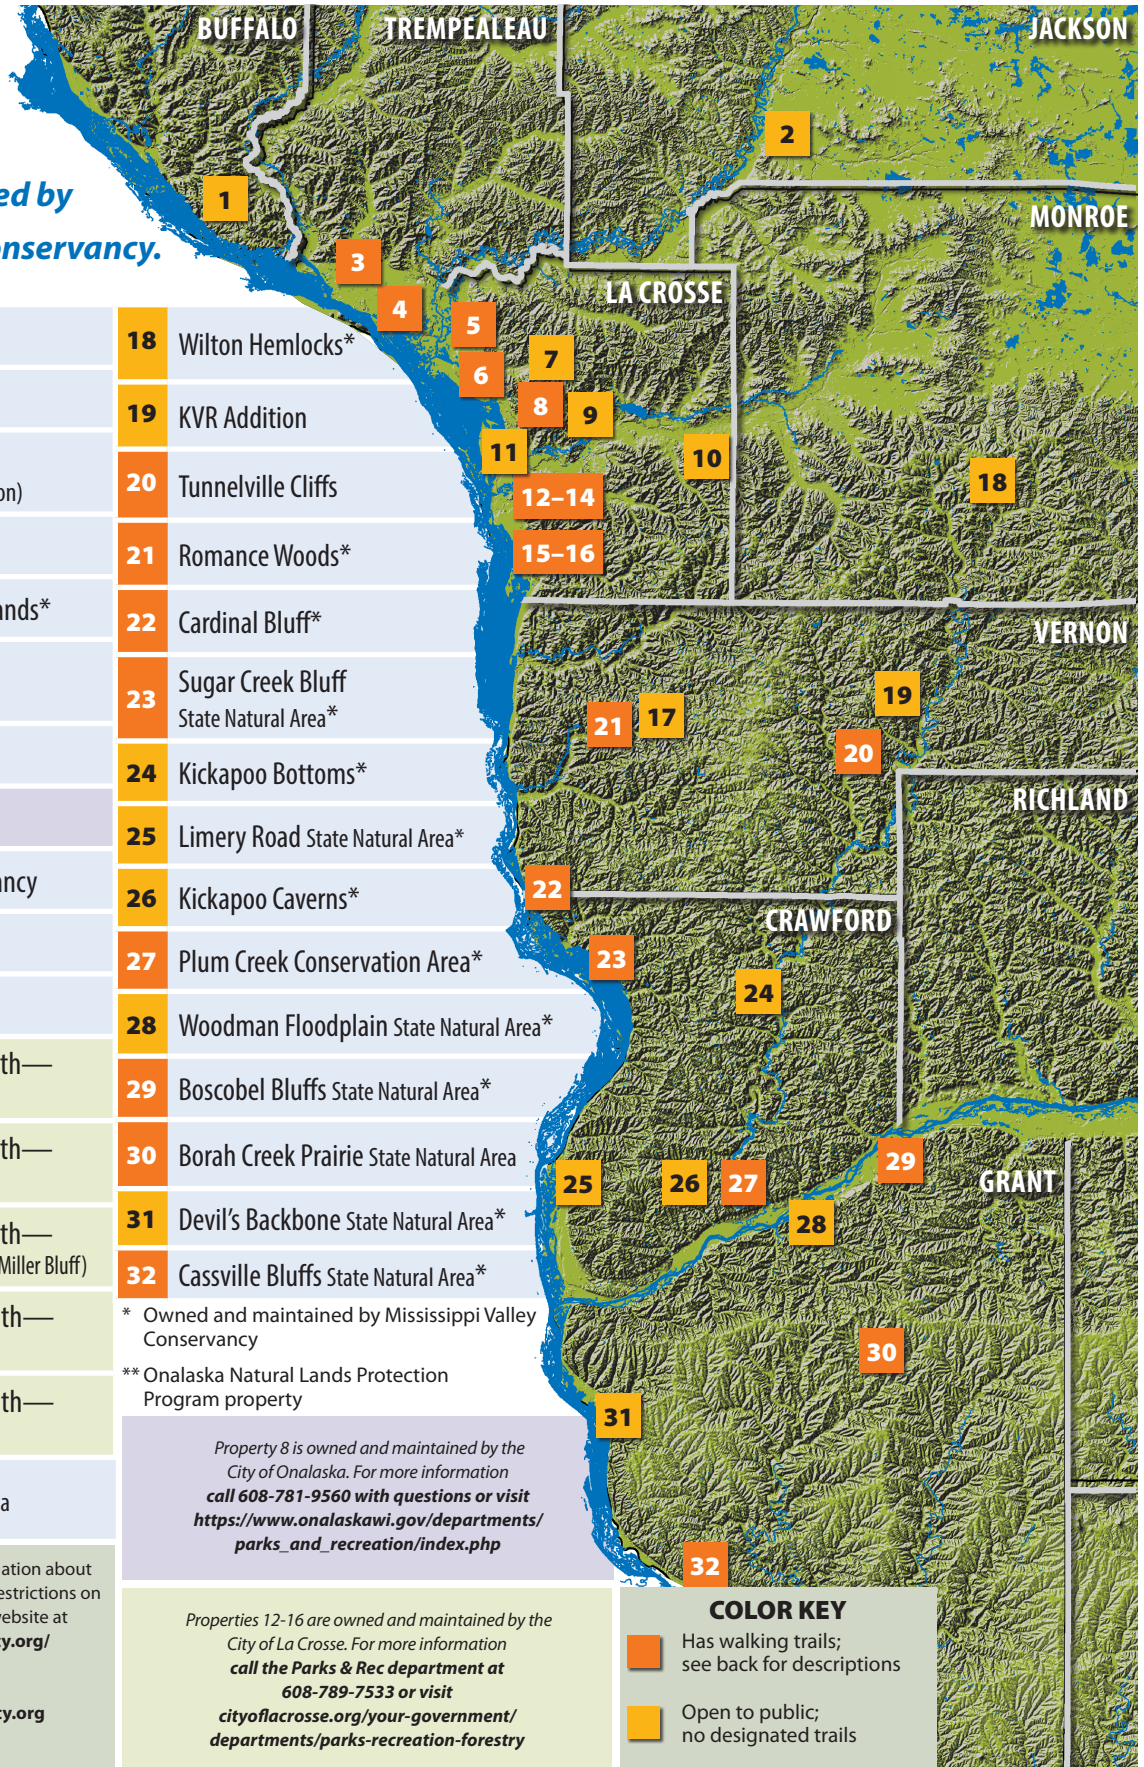 BUFFALO
TREMPEALEAU
JACKSON
2
ed by
onservancy.
1
MONROE
3
4
LA CROSSE
5
6
7
8
9
10
11
12–14
15–16
18
VERNON
19
21
17
20
RICHLAND
22
CRAWFORD
23
24
25
26
27
28
29
GRANT
30
31
32
on)
ands*
ancy
th—
th—
th—
Miller Bluff)
th—
th—
a
ation about
estrictions on
ebsite at
y.org/
y.org
18 Wilton Hemlocks*
19 KVR Addition
20 Tunnelville Cliffs
21 Romance Woods*
22 Cardinal Bluff*
23 Sugar Creek Bluff
State Natural Area*
24 Kickapoo Bottoms*
25 Limery Road State Natural Area*
26 Kickapoo Caverns*
27 Plum Creek Conservation Area*
28 Woodman Floodplain State Natural Area*
29 Boscobel Bluffs State Natural Area*
30 Borah Creek Prairie State Natural Area
31 Devil’s Backbone State Natural Area*
32 Cassville Bluffs State Natural Area*
* Owned and maintained by Mississippi Valley
Conservancy
** Onalaska Natural Lands Protection
Program property
Property 8 is owned and maintained by the
City of Onalaska. For more information
call 608-781-9560 with questions or visit
https://www.onalaskawi.gov/departments/
parks_and_recreation/index.php
Properties 12-16 are owned and maintained by the
City of La Crosse. For more information
call the Parks & Rec department at
608-789-7533 or visit
cityoflacrosse.org/your-government/
departments/parks-recreation-forestry
COLOR KEY
Has walking trails;
see back for descriptions
Open to public;
no designated trails